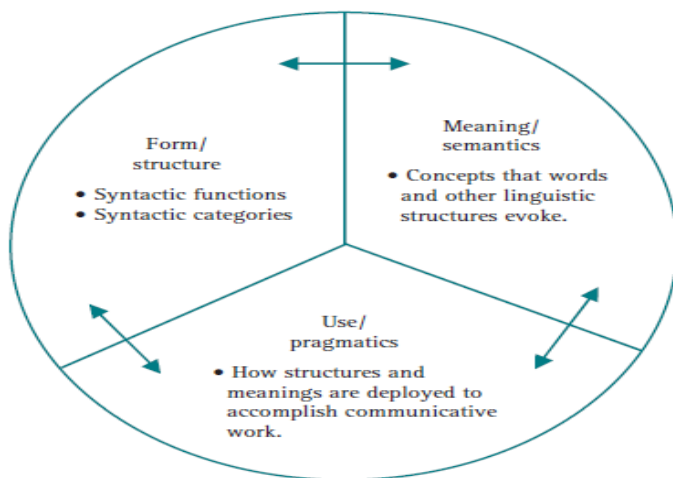 Form/
structure
• Syntactic functions
• Syntactic categories
Meaning/
semantics
• Concepts that words
and other linguistic
structures evoke.
Use/
pragmatics
• How structures and
meanings are deployed to
accomplish communicative
work.